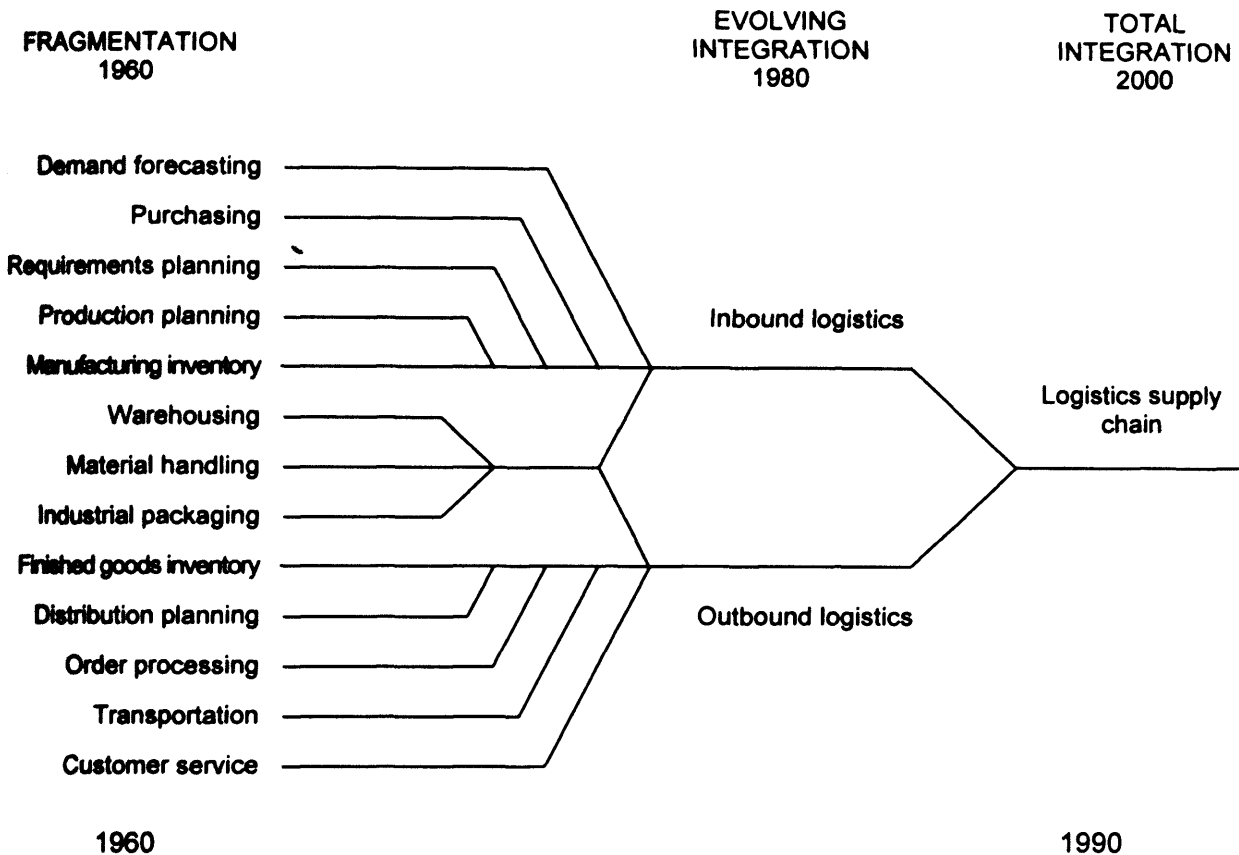 FRAGMENTATION
1960
EVOLVING
INTEGRATION
1980
TOTAL
INTEGRATION
2000
Demand forecasting
Purchasing
Requirements planning
Production planning
Manufacturing inventory
Warehousing
Material handling
Industrial packaging
Finished goods inventory
Distribution planning
Order processing
Transportation
Customer service
Inbound logistics
Outbound logistics
Logistics supply
chain
1960
1990